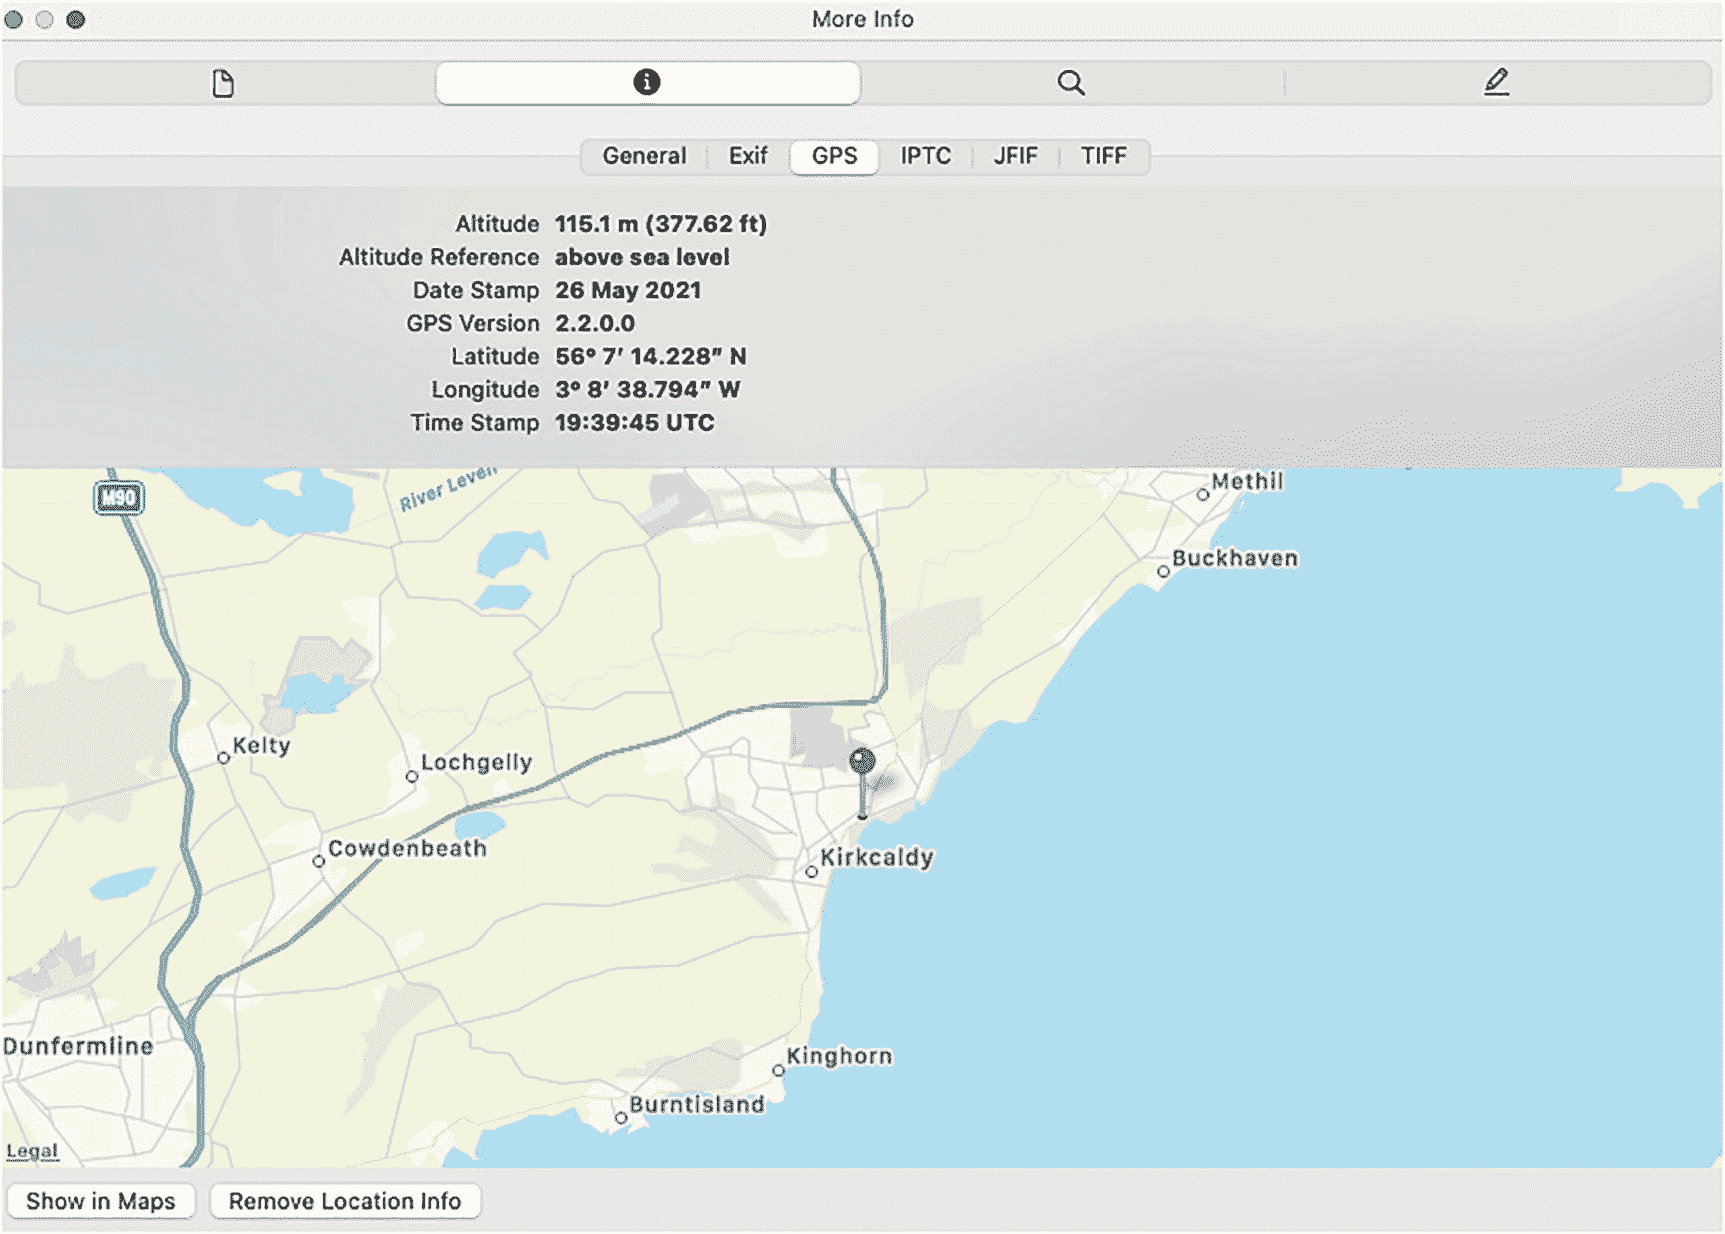 More Info
General Exif GPS IPTC JFIF TIFF
Altitude 115.1 m (377.62 ft)
Altitude Reference above sea level
Date Stamp 26 May 2021
GPS Version 2.2.0.0
Latitude 56° 7′ 14.228″ N
Longitude 3° 8′ 38.794″ W
Time Stamp 19:39:45 UTC
M90
River Leven
Methil
Buckhaven
Kelty
Lochgelly
Cowdenbeath
Kirkcaldy
Dunfermline
Kinghorn
Burntisland
Legal
Show in Maps Remove Location Info